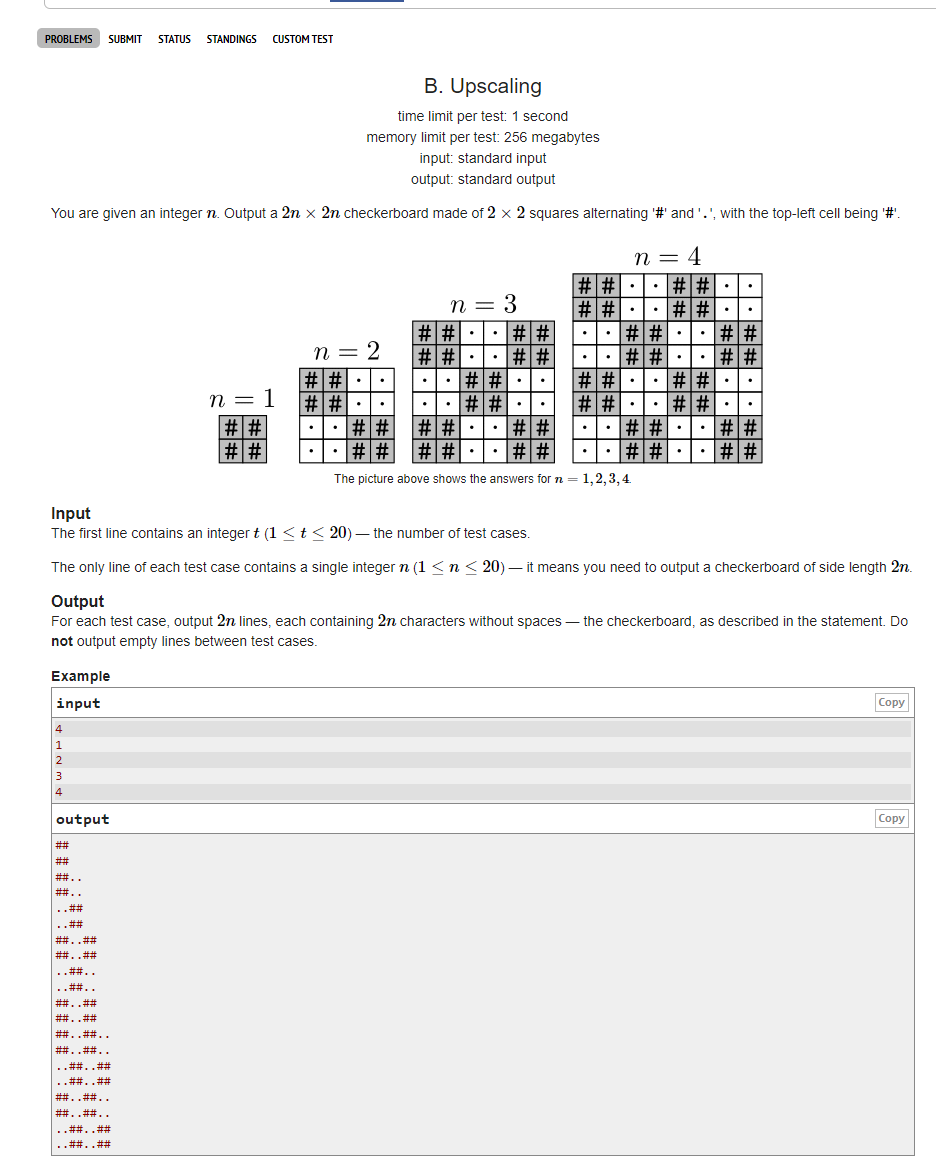 PROBLEMS SUBMIT STATUS STANDINGS CUSTOM TEST
B. Upscaling
time limit per test: 1 second
memory limit per test: 256 megabytes
input: standard input
output: standard output
You are given an integer n. Output a 2n × 2n checkerboard made of 2 × 2 squares alternating '#' and '.', with the top-left cell being '#'.
n = 1
##
##
n = 2
##..
##..
..##
..##
n = 3
##..##
##..##
..##..
..##..
##..##
##..##
n = 4
##..##..
##..##..
..##..##
..##..##
##..##..
##..##..
..##..##
..##..##
The picture above shows the answers for n = 1, 2, 3, 4.
Input
The first line contains an integer t (1 ≤ t ≤ 20) — the number of test cases.
The only line of each test case contains a single integer n (1 ≤ n ≤ 20) — it means you need to output a checkerboard of side length 2n.
Output
For each test case, output 2n lines, each containing 2n characters without spaces — the checkerboard, as described in the statement. Do
not output empty lines between test cases.
Example
input Copy
4
1
2
3
4
output Copy
##
##
##..
##..
..##
..##
##..##
##..##
..##..
..##..
##..##
##..##
##..##..
##..##..
..##..##
..##..##
##..##..
##..##..
..##..##
..##..##